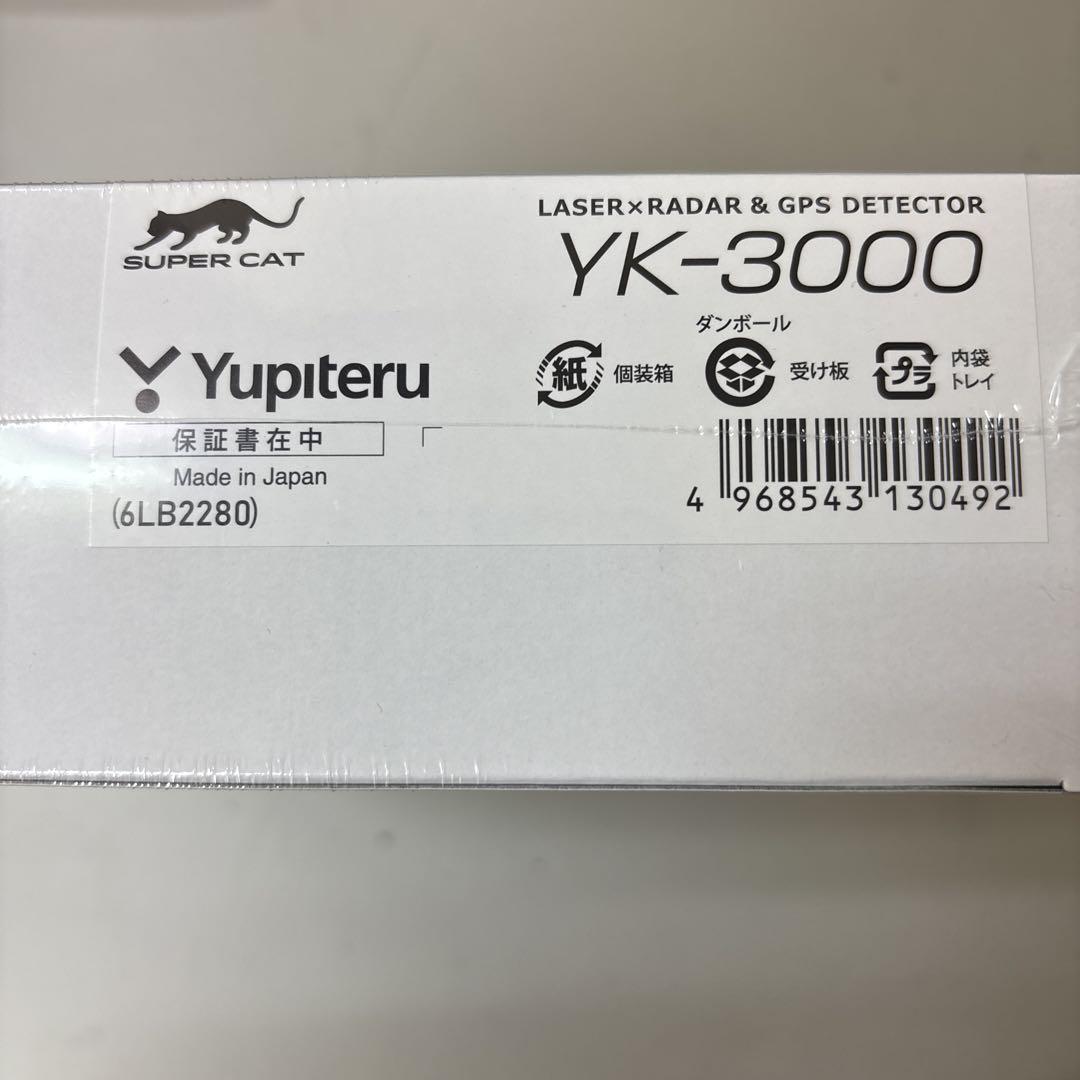 SUPER CAT
LASER×RADAR & GPS DETECTOR
YK-3000
Yupiteru
ダンボール
紙 個装箱
受け板
プラ 内袋
トレイ
保証書在中
Made in Japan
(6LB2280)
4 968543 130492